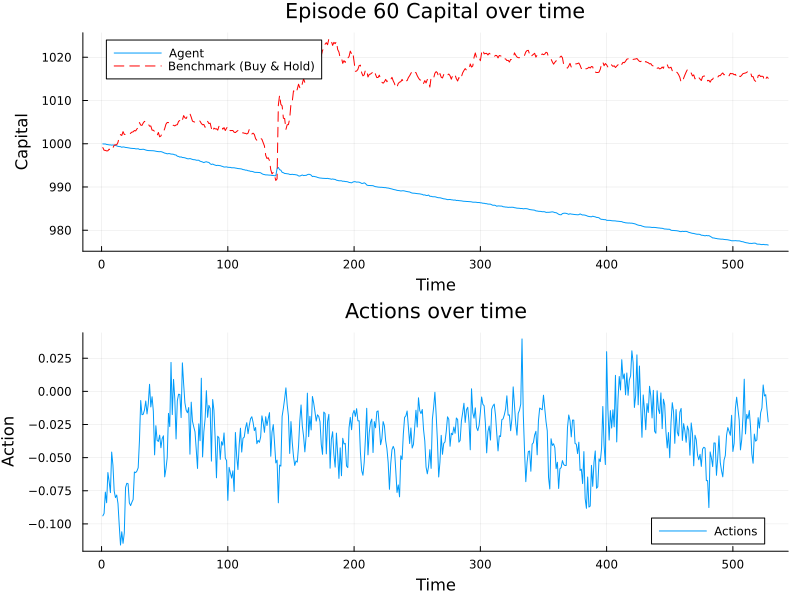 Episode 60 Capital over time
Agent
Benchmark (Buy & Hold)
Capital
1020
1010
1000
990
980
0 100 200 300 400 500
Time
Actions over time
Action
0.025
0.000
−0.025
−0.050
−0.075
−0.100
Actions
0 100 200 300 400 500
Time